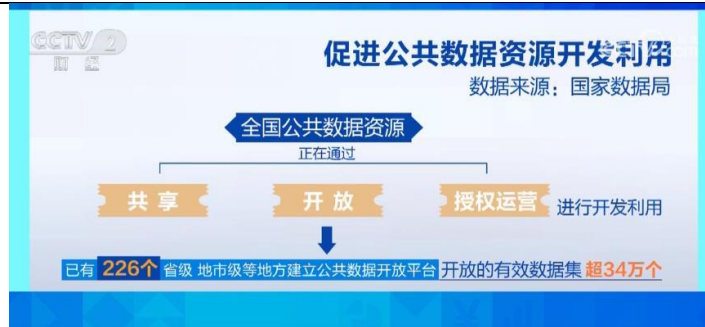 CCTV 2
财经
促进公共数据资源开发利用
数据来源：国家数据局
全国公共数据资源
正在通过
共享 开放 授权运营 进行开发利用
已有 226个 省级 地市级等地方建立公共数据开放平台 开放的有效数据集 超34万个